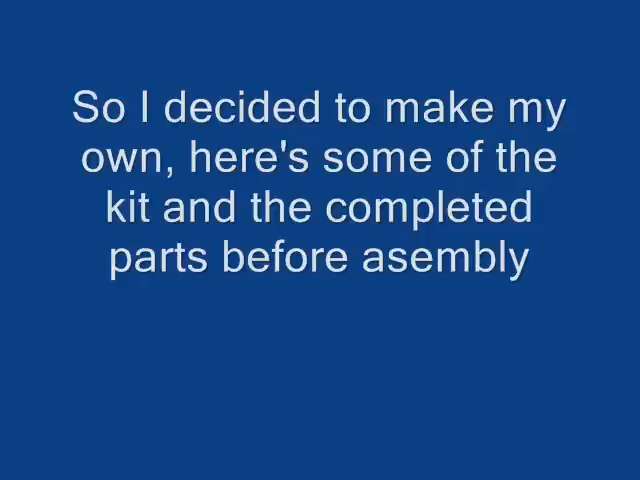 So I decided to make my
own, here's some of the
kit and the completed
parts before asembly